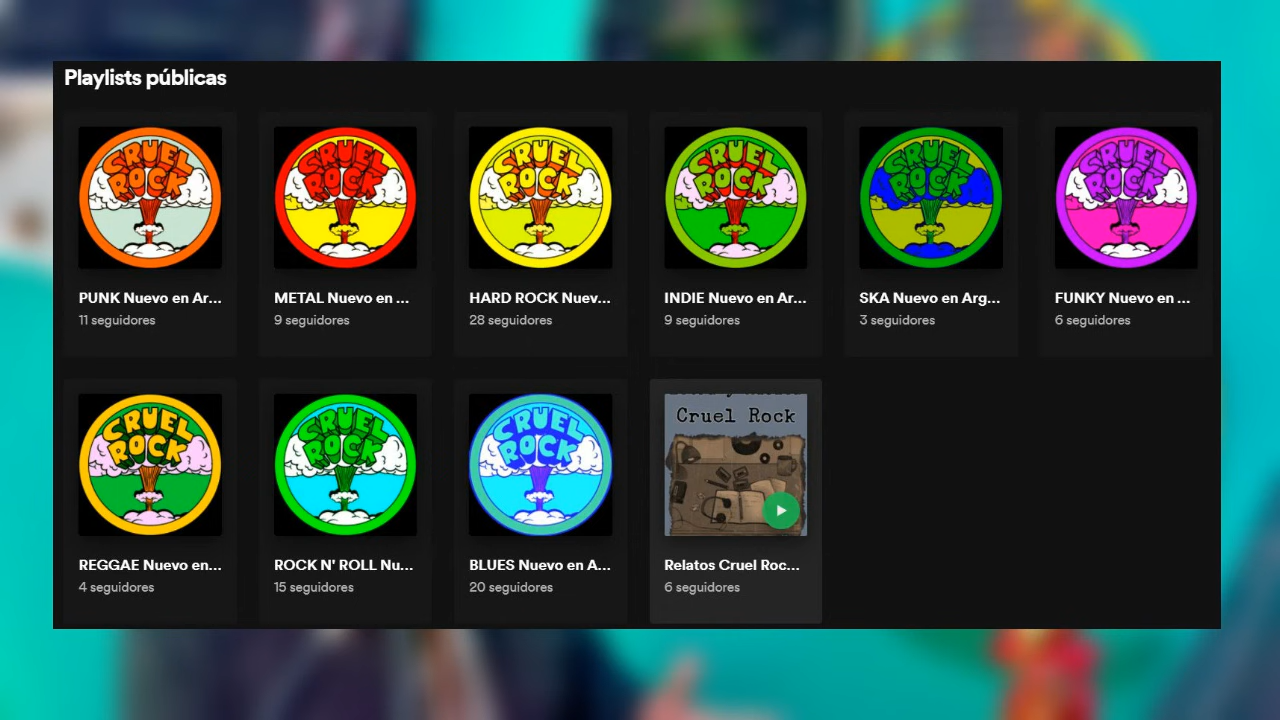 Playlists públicas
CRUEL
ROCK
CRUEL
ROCK
CRUEL
ROCK
CRUEL
ROCK
CRUEL
ROCK
CRUEL
ROCK
PUNK Nuevo en Ar...
METAL Nuevo en ...
HARD ROCK Nuev...
INDIE Nuevo en Ar...
SKA Nuevo en Arg...
FUNKY Nuevo en ...
11 seguidores
9 seguidores
28 seguidores
9 seguidores
3 seguidores
6 seguidores
CRUEL
ROCK
CRUEL
ROCK
CRUEL
ROCK
Cruel Rock
REGGAE Nuevo en...
ROCK N' ROLL Nu...
BLUES Nuevo en A...
Relatos Cruel Roc...
4 seguidores
15 seguidores
20 seguidores
6 seguidores